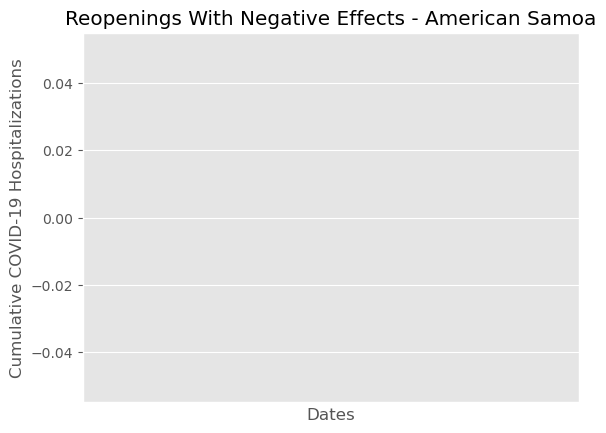 Reopenings With Negative Effects - American Samoa
Cumulative COVID-19 Hospitalizations
0.04
0.02
0.00
−0.02
−0.04
Dates